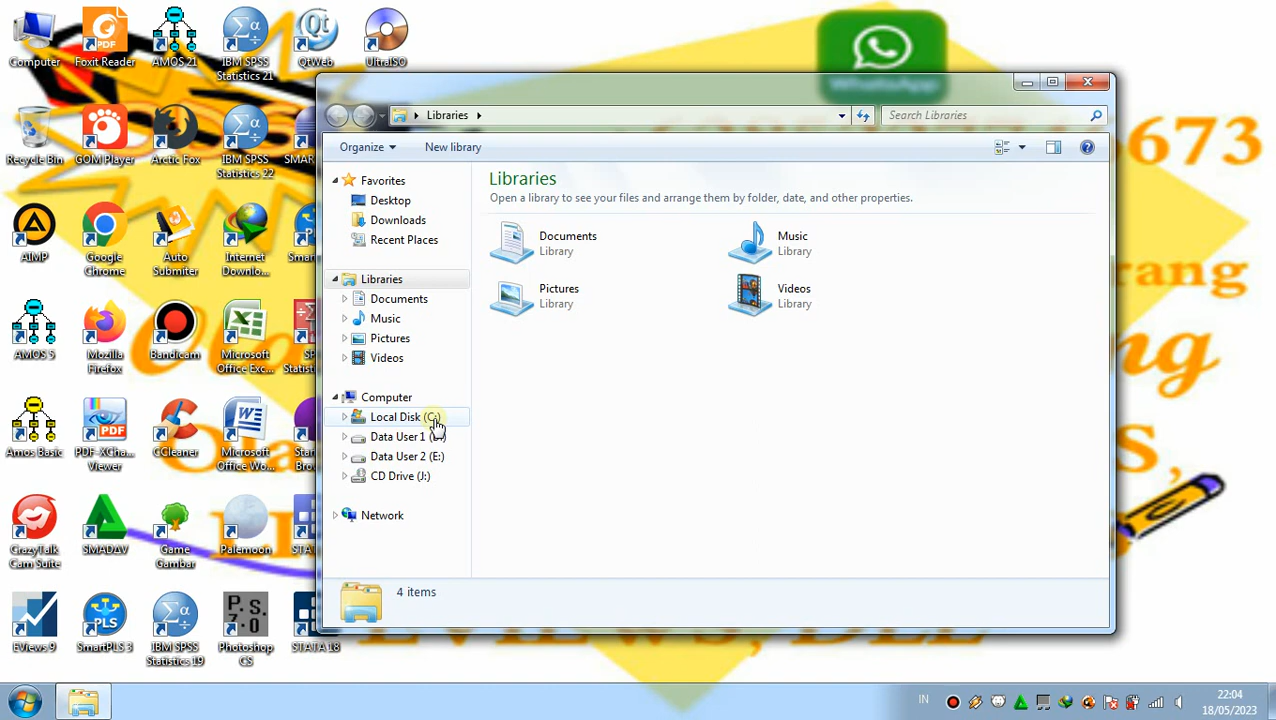 Computer
Foxit Reader
AMOS 21
IBM SPSS Statistics 21
QtWeb
UltraISO
Recycle Bin
GOM Player
Arctic Fox
IBM SPSS Statistics 22
AIMP
Google Chrome
Auto Submiter
Internet Downlo...
AMOS 5
Mozilla Firefox
Bandicam
Microsoft Office Exc...
Amos Basic
PDF-XChan... Viewer
CCleaner
Microsoft Office Wo...
CrazyTalk Cam Suite
SMADAV
Game Gambar
Palemoon
EViews 9
SmartPLS 3
IBM SPSS Statistics 19
Photoshop CS
STATA 18
Libraries
Search Libraries
Organize
New library
Favorites
Desktop
Downloads
Recent Places
Libraries
Documents
Music
Pictures
Videos
Computer
Local Disk (C:)
Data User 1 (D:)
Data User 2 (E:)
CD Drive (J:)
Network
Libraries
Open a library to see your files and arrange them by folder, date, and other properties.
Documents
Library
Music
Library
Pictures
Library
Videos
Library
4 items
673
rang
IN
22:04
18/05/2023